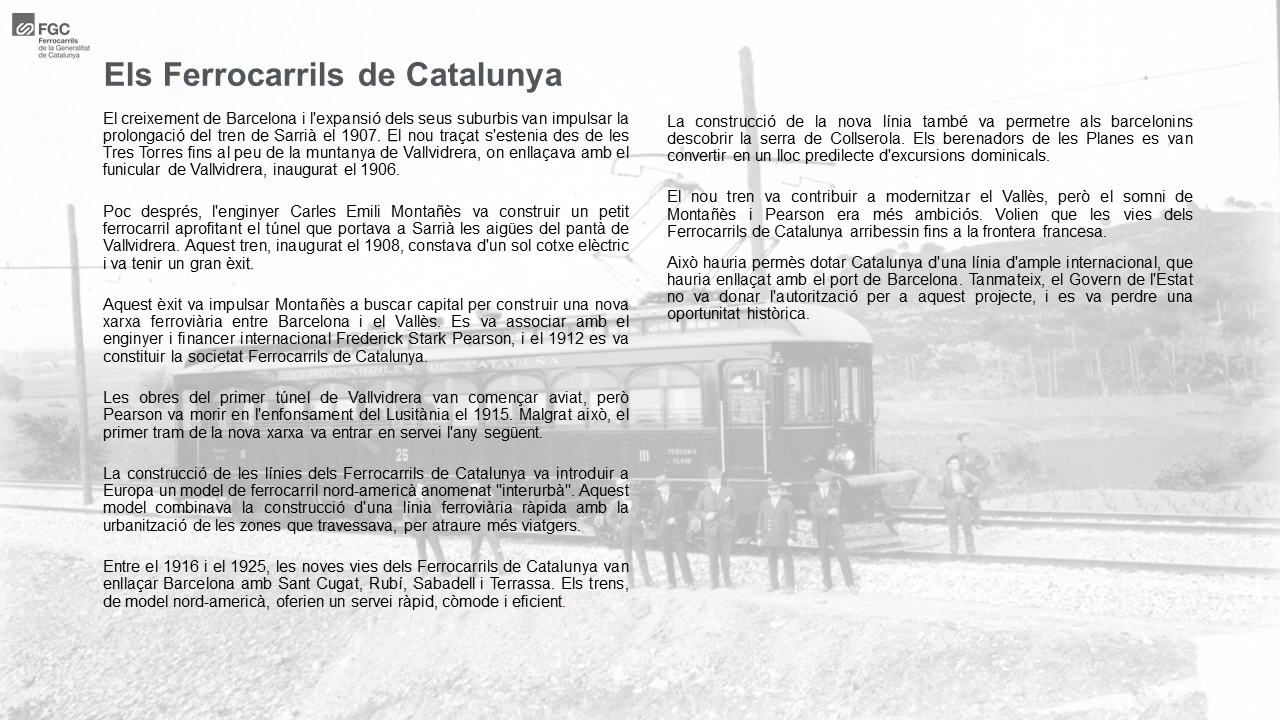 FGC
Ferrocarrils
de la Generalitat
de Catalunya
Els Ferrocarrils de Catalunya
El creixement de Barcelona i l'expansió dels seus suburbis van impulsar la
prolongació del tren de Sarrià el 1907. El nou traçat s'estenia des de les
Tres Torres fins al peu de la muntanya de Vallvidrera, on enllaçava amb el
funicular de Vallvidrera, inaugurat el 1906.
Poc després, l'enginyer Carles Emili Montañès va construir un petit
ferrocarril aprofitant el túnel que portava a Sarrià les aigües del pantà de
Vallvidrera. Aquest tren, inaugurat el 1908, constava d'un sol cotxe elèctric
i va tenir un gran èxit.
Aquest èxit va impulsar Montañès a buscar capital per construir una nova
xarxa ferroviària entre Barcelona i el Vallès. Es va associar amb el
enginyer i financer internacional Frederick Stark Pearson, i el 1912 es va
constituir la societat Ferrocarrils de Catalunya.
Les obres del primer túnel de Vallvidrera van començar aviat, però
Pearson va morir en l'enfonsament del Lusitània el 1915. Malgrat això, el
primer tram de la nova xarxa va entrar en servei l'any següent.
La construcció de les línies dels Ferrocarrils de Catalunya va introduir a
Europa un model de ferrocarril nord-americà anomenat "interurbà". Aquest
model combinava la construcció d'una línia ferroviària ràpida amb la
urbanització de les zones que travessava, per atraure més viatgers.
Entre el 1916 i el 1925, les noves vies dels Ferrocarrils de Catalunya van
enllaçar Barcelona amb Sant Cugat, Rubí, Sabadell i Terrassa. Els trens,
de model nord-americà, oferien un servei ràpid, còmode i eficient.
La construcció de la nova línia també va permetre als barcelonins
descobrir la serra de Collserola. Els berenadors de les Planes es van
convertir en un lloc predilecte d'excursions dominicals.
El nou tren va contribuir a modernitzar el Vallès, però el somni de
Montañès i Pearson era més ambiciós. Volien que les vies dels
Ferrocarrils de Catalunya arribessin fins a la frontera francesa.
Això hauria permès dotar Catalunya d'una línia d'ample internacional, que
hauria enllaçat amb el port de Barcelona. Tanmateix, el Govern de l'Estat
no va donar l'autorització per a aquest projecte, i es va perdre una
oportunitat històrica.
FERROCARRILES DE CATALUÑA
25
III
TERCERA
CLASE